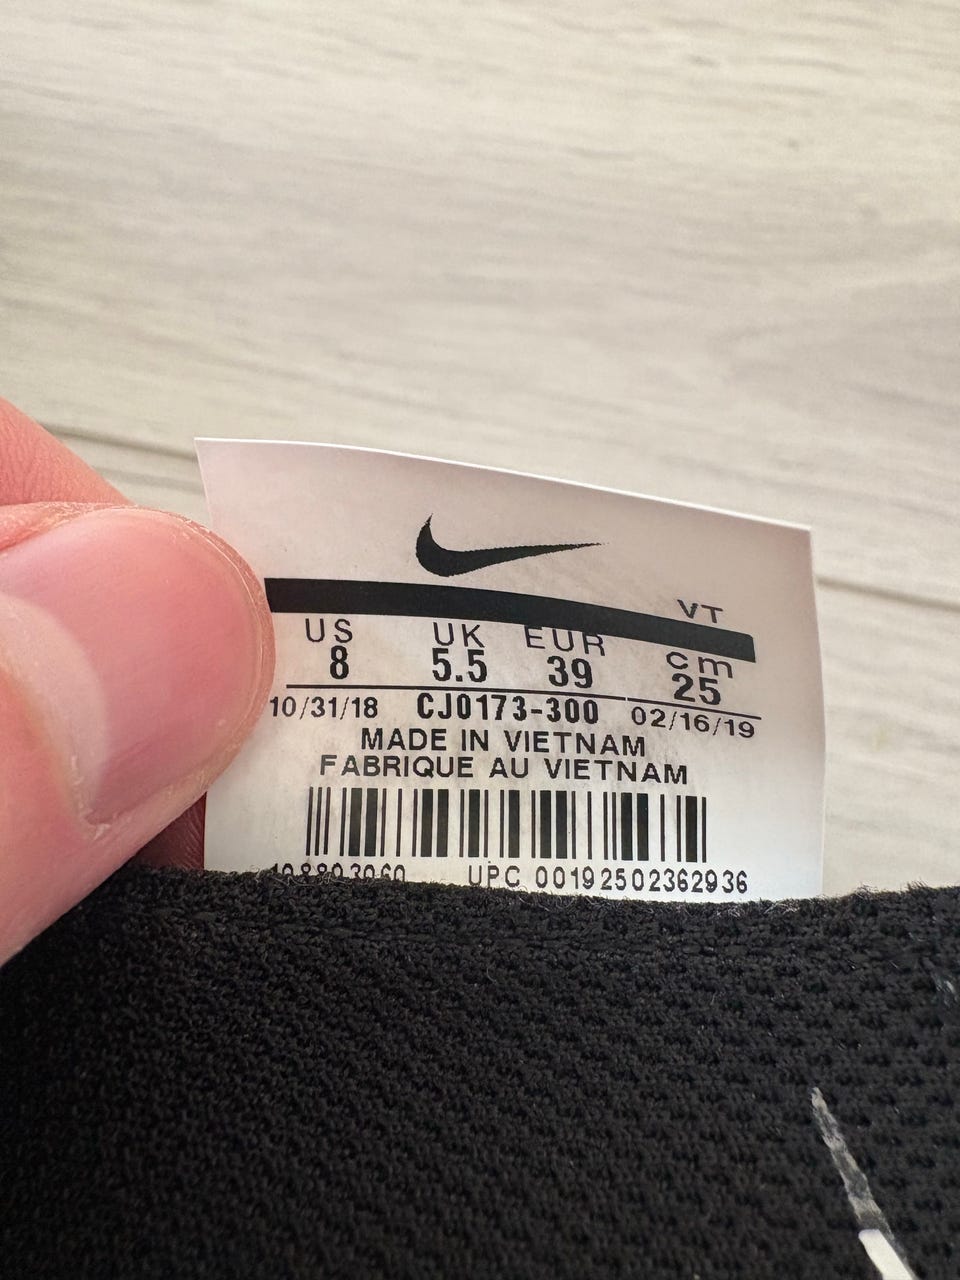 VT
US UK EUR cm
8 5.5 39 25
10/31/18 CJ0173-300 02/16/19
MADE IN VIETNAM
FABRIQUE AU VIETNAM
UPC 00192502362936